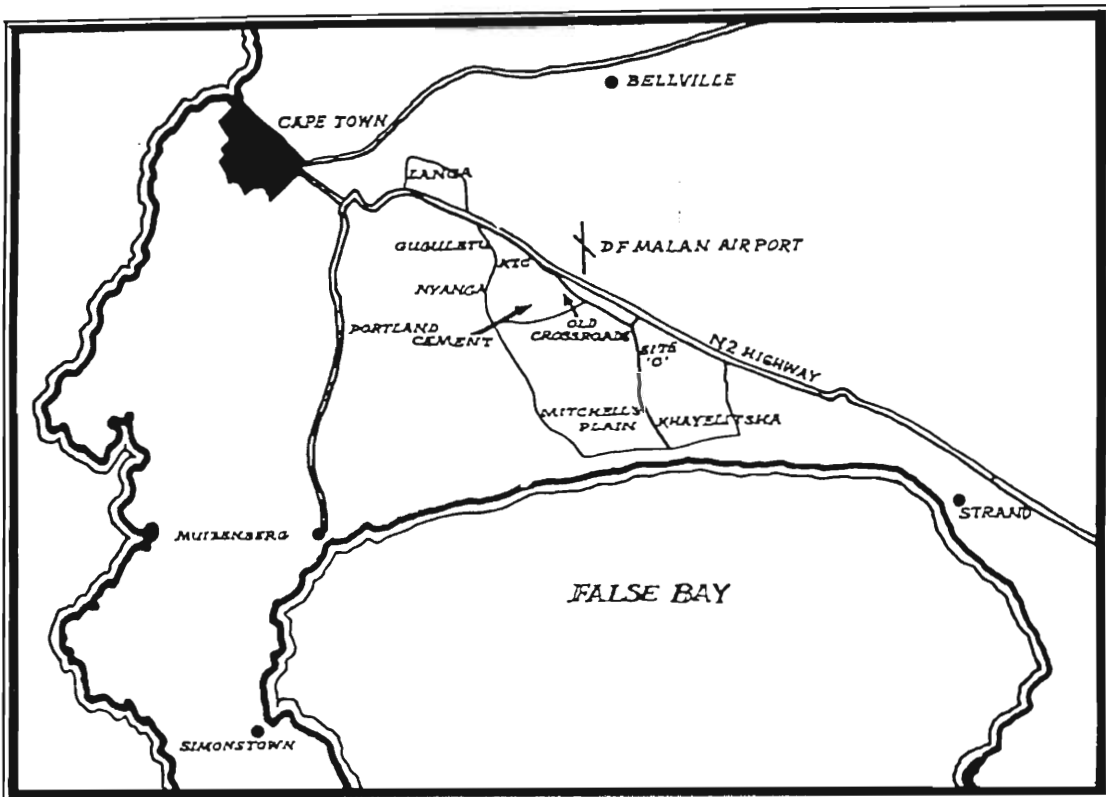 BELLVILLE
CAPE TOWN
LANGA
GUGULETU
KTC
D F MALAN AIRPORT
NYANGA
PORTLAND
CEMENT
OLD
CROSSROADS
SITE
'C'
N2 HIGHWAY
MITCHELL'S
PLAIN
KHAYELITSHA
STRAND
MUIZENBERG
FALSE BAY
SIMONSTOWN